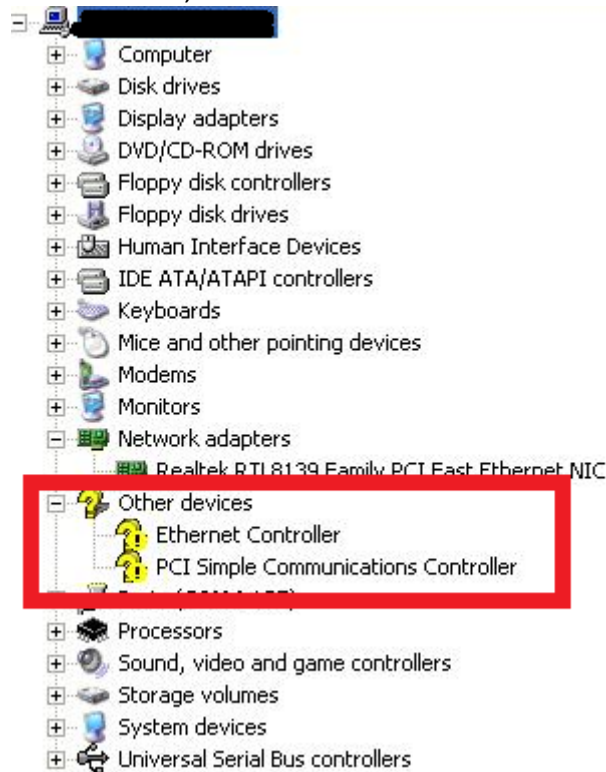 Computer
Disk drives
Display adapters
DVD/CD-ROM drives
Floppy disk controllers
Floppy disk drives
Human Interface Devices
IDE ATA/ATAPI controllers
Keyboards
Mice and other pointing devices
Modems
Monitors
Network adapters
Realtek RTL8139 Family PCI Fast Ethernet NIC
Other devices
Ethernet Controller
PCI Simple Communications Controller
Processors
Sound, video and game controllers
Storage volumes
System devices
Universal Serial Bus controllers